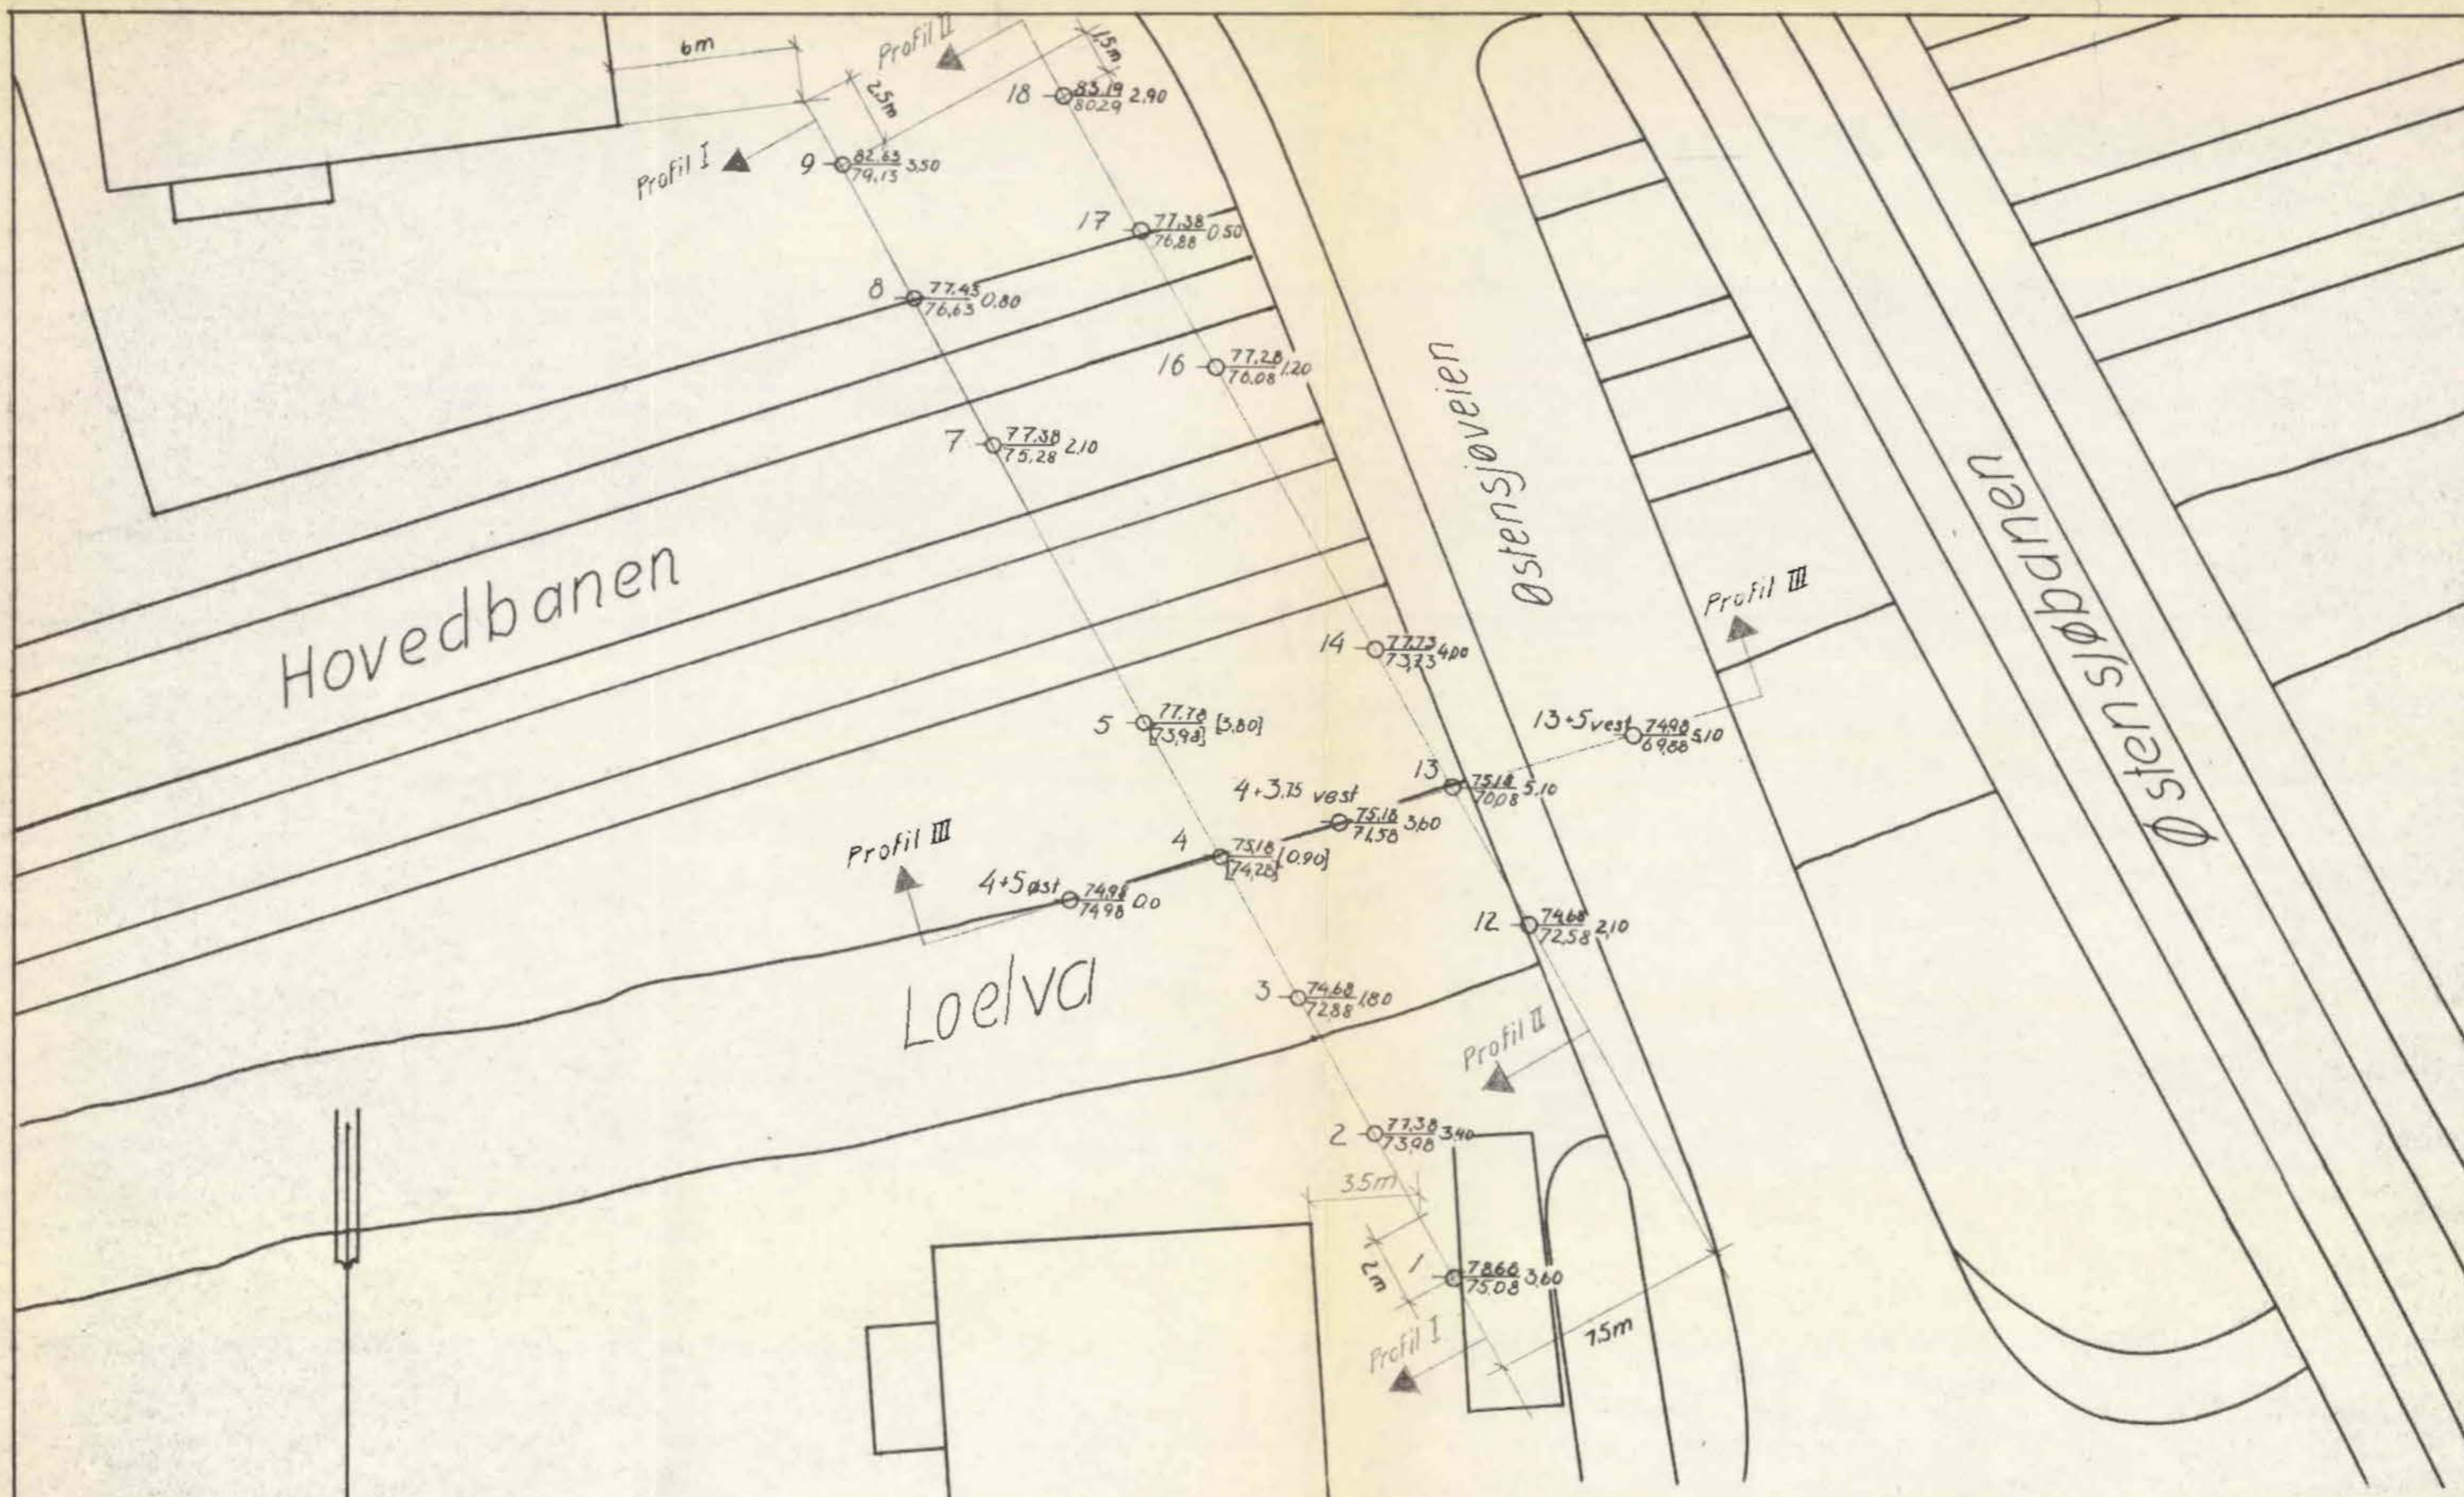 6m
Profil II
1,5m
2,5m
18 83.19 2.90
80.29
Profil I
9 82.63 3.50
79.13
17 77.38 0.50
76.88
8 77.43 0.80
76.63
16 77.28 1.20
76.08
7 77.38 2.10
75.28
Østensjøveien
Østensjøbanen
Hovedbanen
Profil III
14 77.73 4.00
73.73
5 77.78 [3.80]
[73.98]
13+5 vest 74.98 5.10
69.88
13 75.18 5.10
70.08
4+3.75 vest
75.18 3.60
71.58
Profil III
4 75.18 [0.90]
[74.28]
4+5 øst 74.98 0.0
74.98
12 74.68 2.10
72.58
Loelva
3 74.68 1.80
72.88
Profil II
2 77.38 3.40
73.98
3.5m
2m
1 78.68 3.60
75.08
7.5m
Profil I